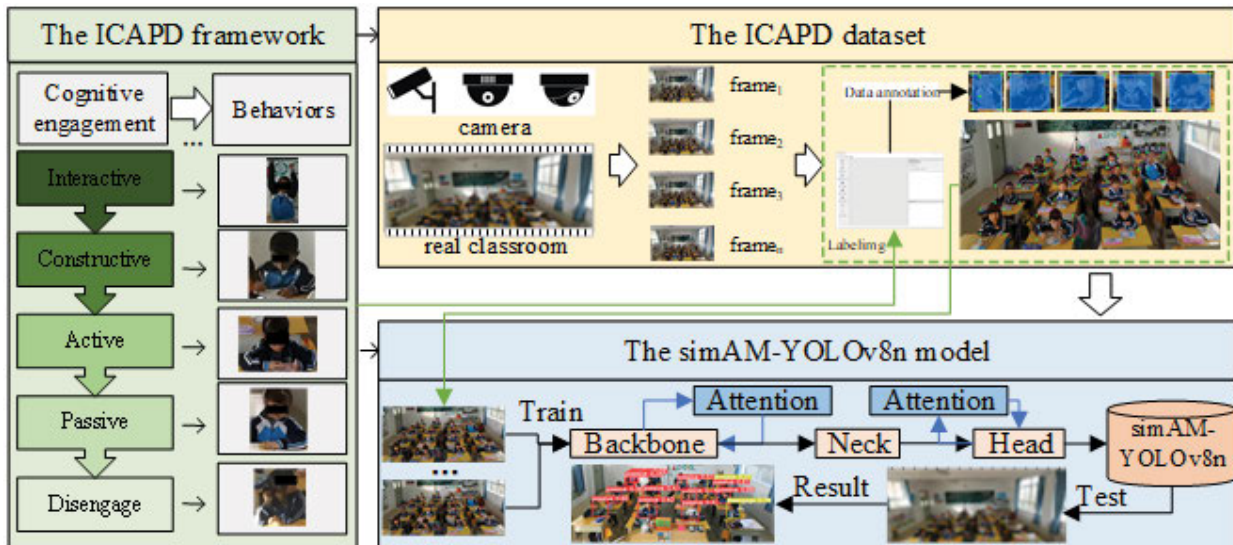 The ICAPD framework
Cognitive
engagement
...
Behaviors
Interactive
Constructive
Active
Passive
Disengage
The ICAPD dataset
camera
real classroom
frame1
frame2
frame3
framen
Data annotation
Labelimg
The simAM-YOLOv8n model
Train
...
Backbone
Attention
Neck
Attention
Head
simAM-
YOLOv8n
Test
Result